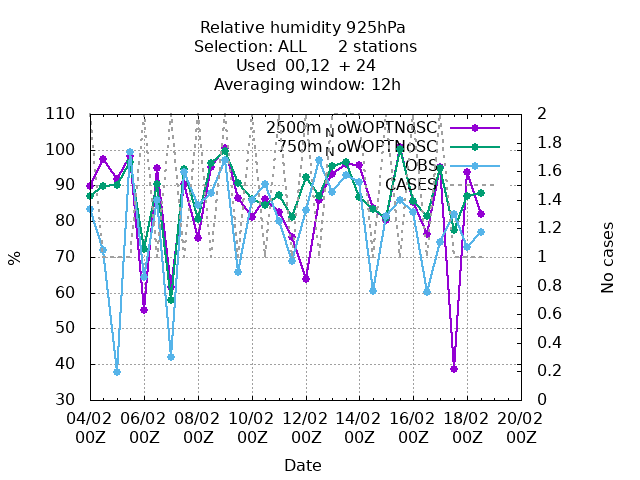 Relative humidity 925hPa
Selection: ALL 2 stations
Used 00,12 + 24
Averaging window: 12h
2500m NoWOPTNoSC
750m NoWOPTNoSC
OBS
CASES
110
100
90
80
70
60
50
40
30
%
2
1.8
1.6
1.4
1.2
1
0.8
0.6
0.4
0.2
0
No cases
04/02 06/02 08/02 10/02 12/02 14/02 16/02 18/02 20/02
00Z 00Z 00Z 00Z 00Z 00Z 00Z 00Z 00Z
Date